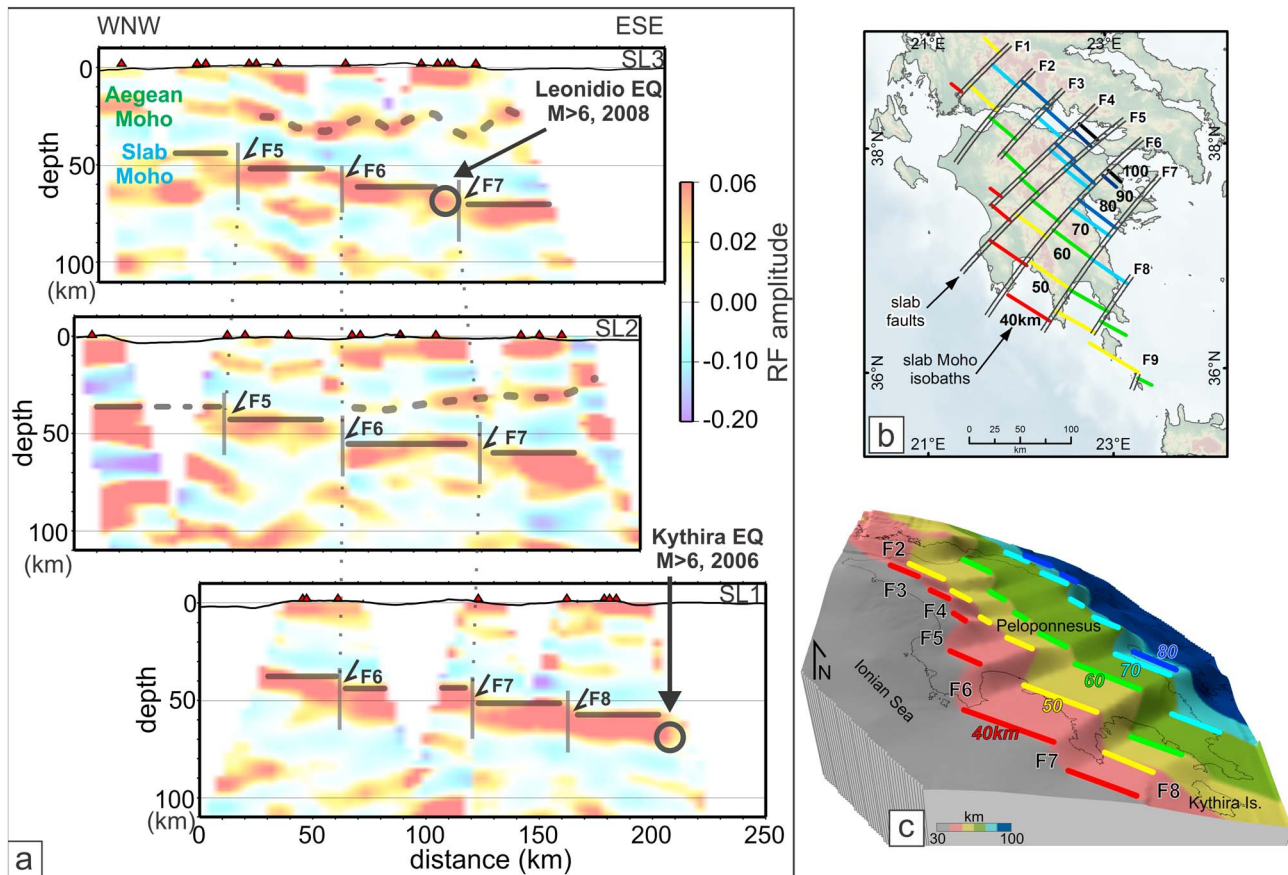 WNW
ESE
SL3
0
Aegean
Moho
Leonidio EQ
M>6, 2008
Slab
Moho
depth
50
F5
F6
F7
100
(km)
0.06
0.02
0.00
-0.10
-0.20
RF amplitude
SL2
0
depth
50
F5
F6
F7
100
(km)
Kythira EQ
M>6, 2006
SL1
0
depth
50
F6
F7
F8
100
(km)
0
50
100
150
200
250
distance (km)
a
21°E
23°E
F1
F2
F3
F4
F5
F6
F7
38°N
38°N
100
90
80
70
60
50
40km
F8
F9
slab
faults
slab Moho
isobaths
36°N
36°N
b
21°E
23°E
0
25
50
100
km
F2
F3
F4
F5
F6
F7
F8
Peloponnesus
80
70
60
50
40km
Ionian Sea
N
Kythira Is.
km
30
100
c